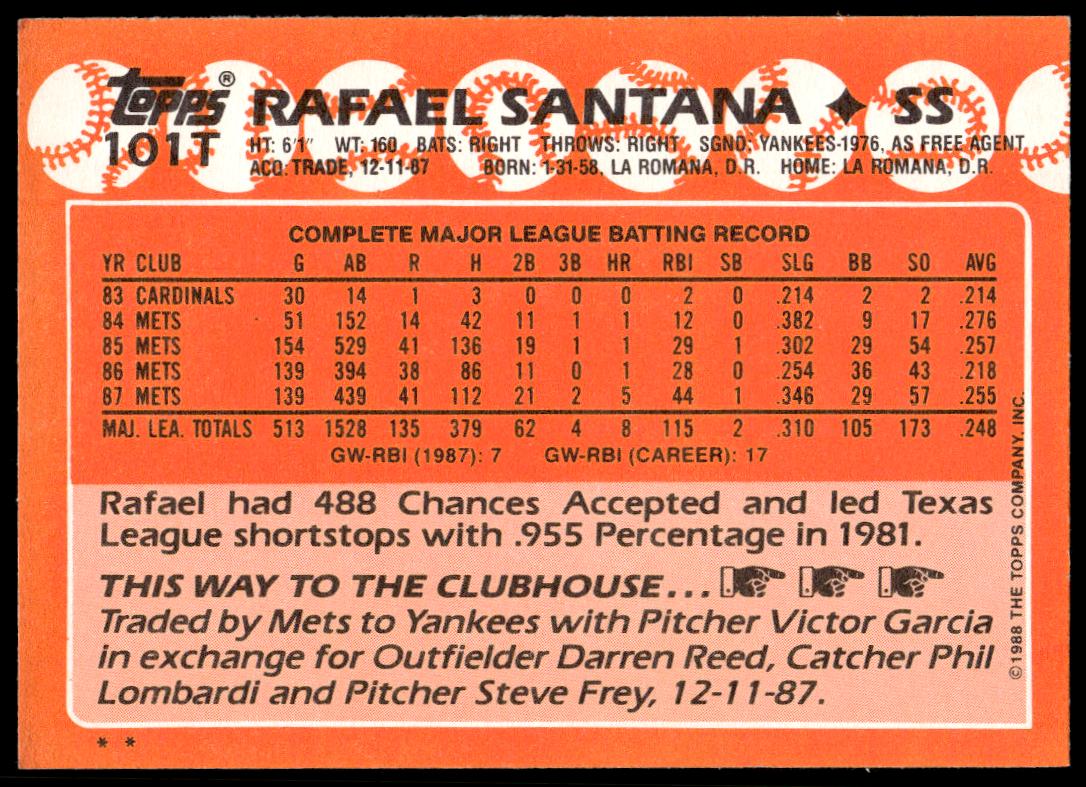 topps®
101T
RAFAEL SANTANA ✦ SS
HT: 6'1" WT: 160 BATS: RIGHT THROWS: RIGHT SGND: YANKEES-1976, AS FREE AGENT
ACQ: TRADE, 12-11-87 BORN: 1-31-58, LA ROMANA, D.R. HOME: LA ROMANA, D.R.
COMPLETE MAJOR LEAGUE BATTING RECORD
YR CLUB G AB R H 2B 3B HR RBI SB SLG BB SO AVG
83 CARDINALS 30 14 1 3 0 0 0 2 0 .214 2 2 .214
84 METS 51 152 14 42 11 1 1 12 0 .382 9 17 .276
85 METS 154 529 41 136 19 1 1 29 1 .302 29 54 .257
86 METS 139 394 38 86 11 0 1 28 0 .254 36 43 .218
87 METS 139 439 41 112 21 2 5 44 1 .346 29 57 .255
MAJ. LEA. TOTALS 513 1528 135 379 62 4 8 115 2 .310 105 173 .248
GW-RBI (1987): 7 GW-RBI (CAREER): 17
Rafael had 488 Chances Accepted and led Texas
League shortstops with .955 Percentage in 1981.
THIS WAY TO THE CLUBHOUSE...
Traded by Mets to Yankees with Pitcher Victor Garcia
in exchange for Outfielder Darren Reed, Catcher Phil
Lombardi and Pitcher Steve Frey, 12-11-87.
©1988 THE TOPPS COMPANY, INC.
* *